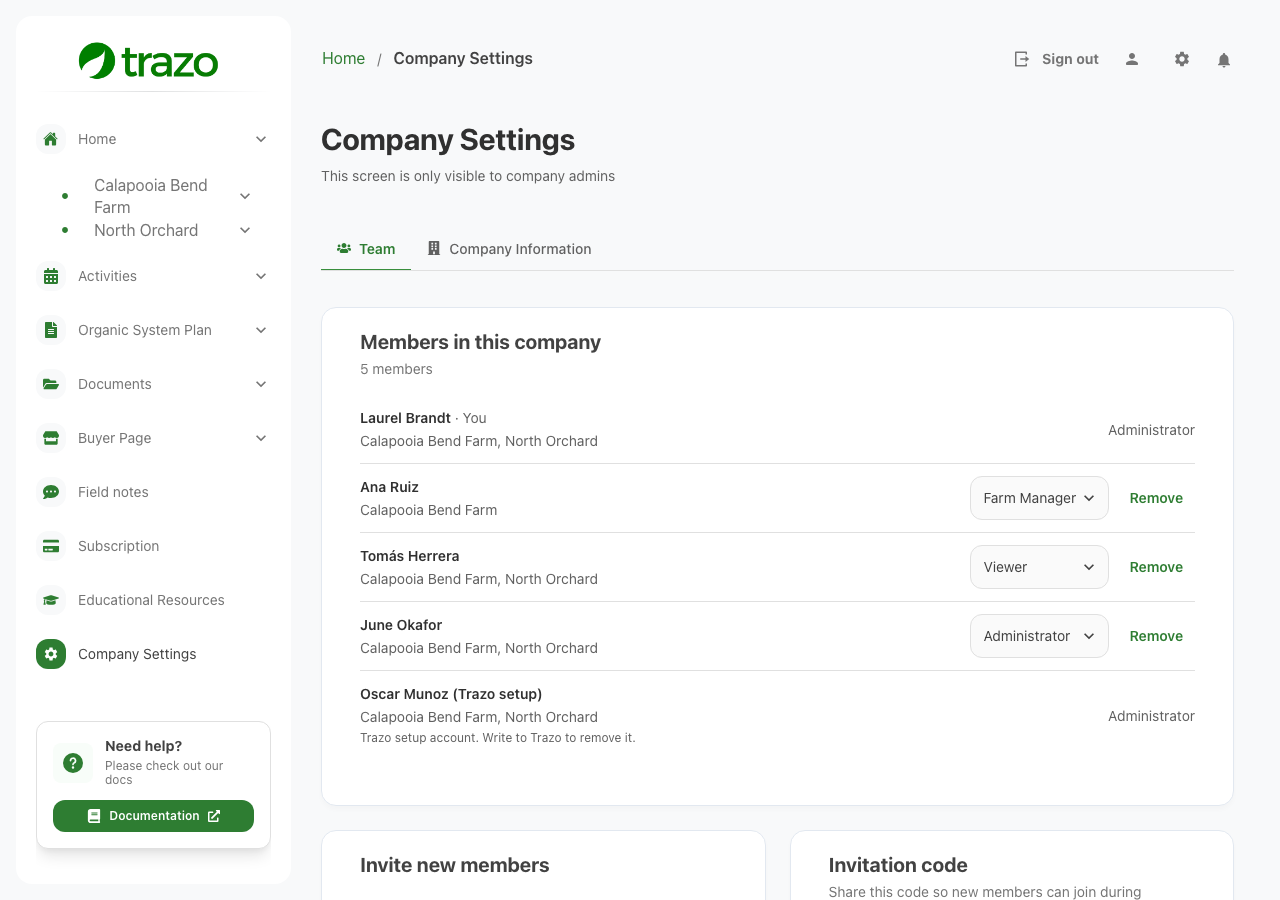 trazo
Home
Calapooia Bend
Farm
North Orchard
Activities
Organic System Plan
Documents
Buyer Page
Field notes
Subscription
Educational Resources
Company Settings
Need help?
Please check out our
docs
Documentation
Home / Company Settings
Sign out
Company Settings
This screen is only visible to company admins
Team
Company Information
Members in this company
5 members
Laurel Brandt · You
Calapooia Bend Farm, North Orchard
Administrator
Ana Ruiz
Calapooia Bend Farm
Farm Manager
Remove
Tomás Herrera
Calapooia Bend Farm, North Orchard
Viewer
Remove
June Okafor
Calapooia Bend Farm, North Orchard
Administrator
Remove
Oscar Munoz (Trazo setup)
Calapooia Bend Farm, North Orchard
Trazo setup account. Write to Trazo to remove it.
Administrator
Invite new members
Invitation code
Share this code so new members can join during